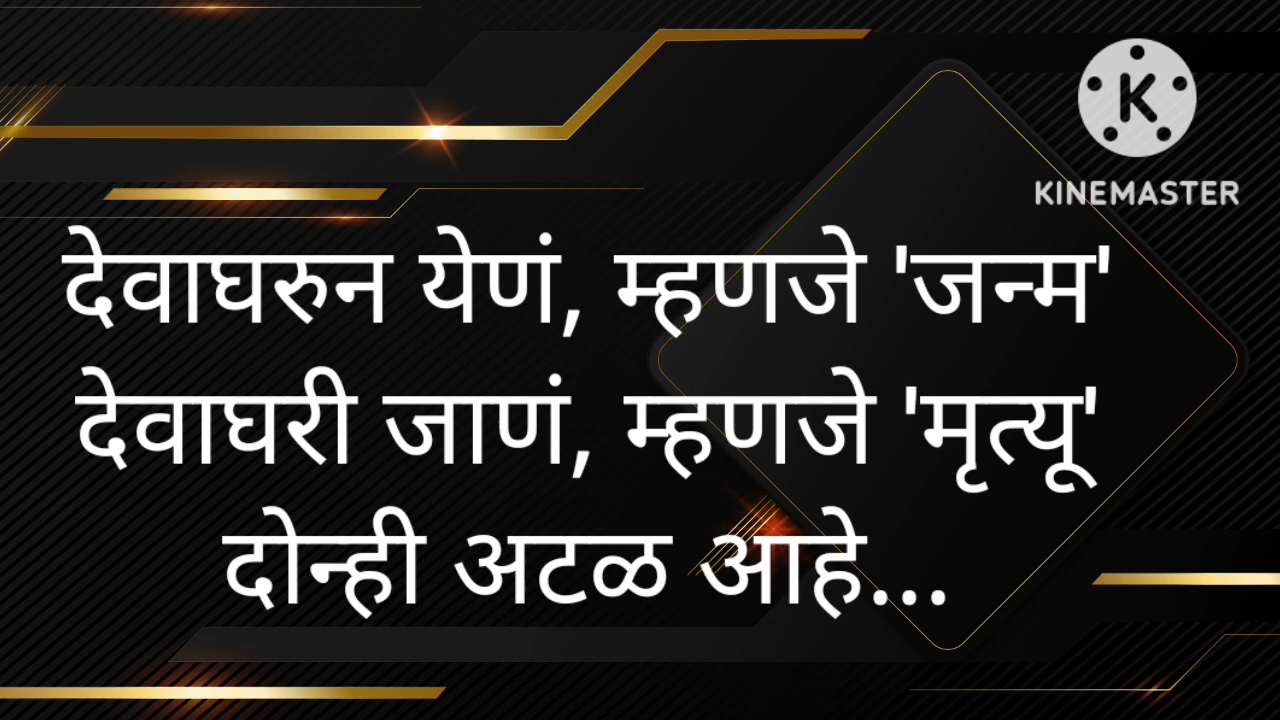 K
KINEMASTER
देवाघरुन येणं, म्हणजे 'जन्म'
देवाघरी जाणं, म्हणजे 'मृत्यू'
दोन्ही अटळ आहे...